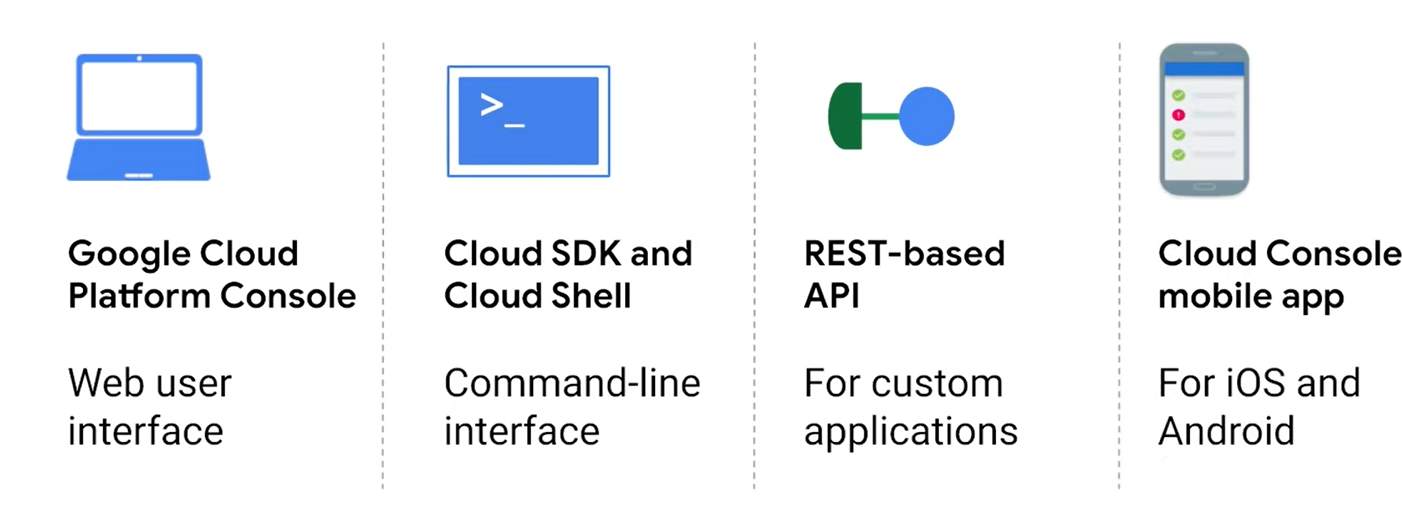 >_
Google Cloud
Platform Console
Web user
interface
Cloud SDK and
Cloud Shell
Command-line
interface
REST-based
API
For custom
applications
Cloud Console
mobile app
For iOS and
Android